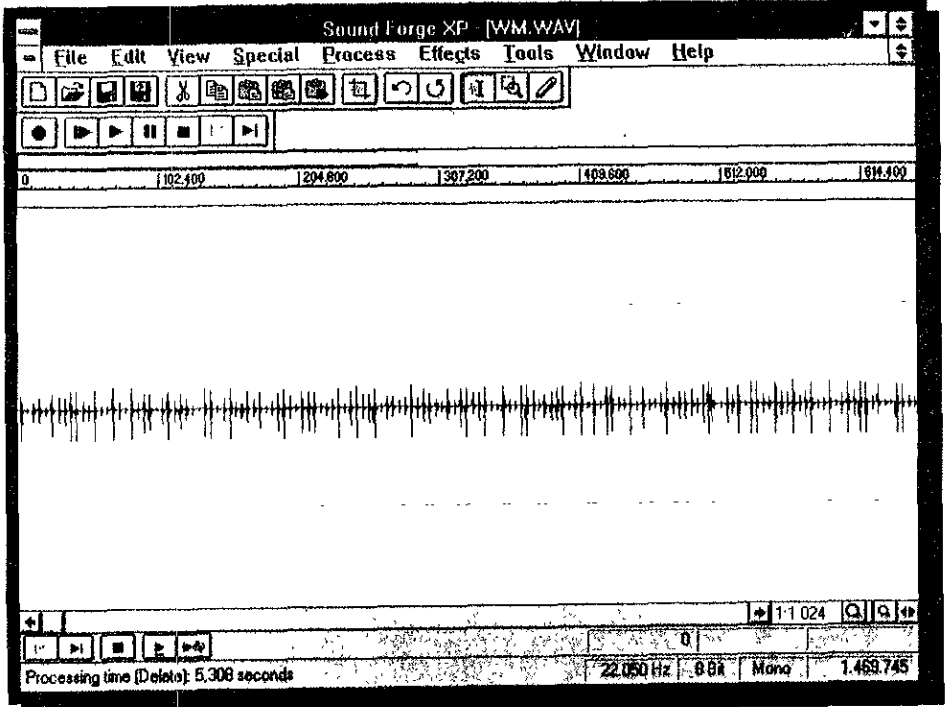 Sound Forge XP - [WM.WAV]
File Edit View Special Process Effects Tools Window Help
0 102.400 204.800 307.200 409.600 512.000 614.400
1:1 024
0
Processing time (Delete): 5,308 seconds 22.050 Hz 8 Bit Mono 1.469.745